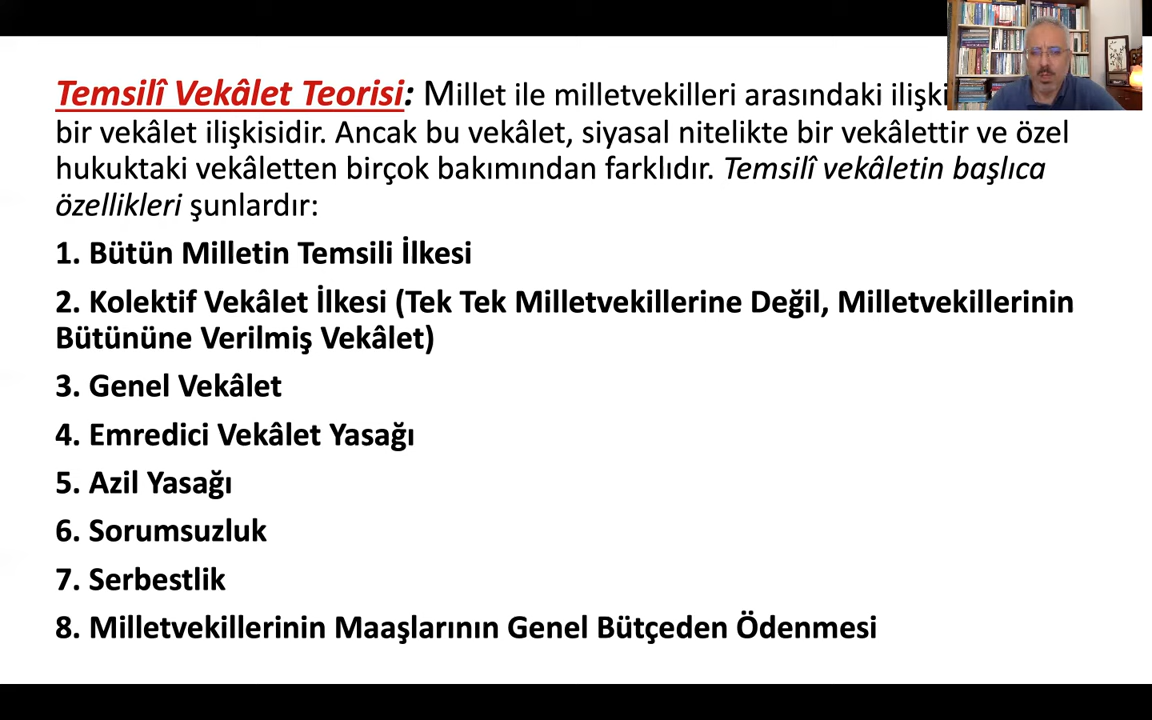 Temsilî Vekâlet Teorisi: Millet ile milletvekilleri arasındaki
bir vekâlet ilişkisidir. Ancak bu vekâlet, siyasal nitelikte bir vekâlettir ve özel
hukuktaki vekâletten birçok bakımından farklıdır. Temsilî vekâletin başlıca
özellikleri şunlardır:
1. Bütün Milletin Temsili İlkesi
2. Kolektif Vekâlet İlkesi (Tek Tek Milletvekillerine Değil, Milletvekillerinin
Bütününe Verilmiş Vekâlet)
3. Genel Vekâlet
4. Emredici Vekâlet Yasağı
5. Azil Yasağı
6. Sorumsuzluk
7. Serbestlik
8. Milletvekillerinin Maaşlarının Genel Bütçeden Ödenmesi